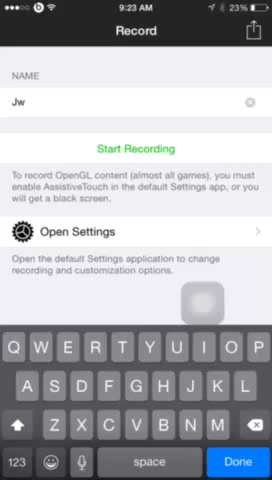 9:23 AM
23%
Record
NAME
Jw
Start Recording
To record OpenGL content (almost all games), you must
enable AssistiveTouch in the default Settings app, or you
will get a black screen.
Open Settings
Open the default Settings application to change
recording and customization options.
Q W E R T Y U I O P
A S D F G H J K L
Z X C V B N M
123 space Done